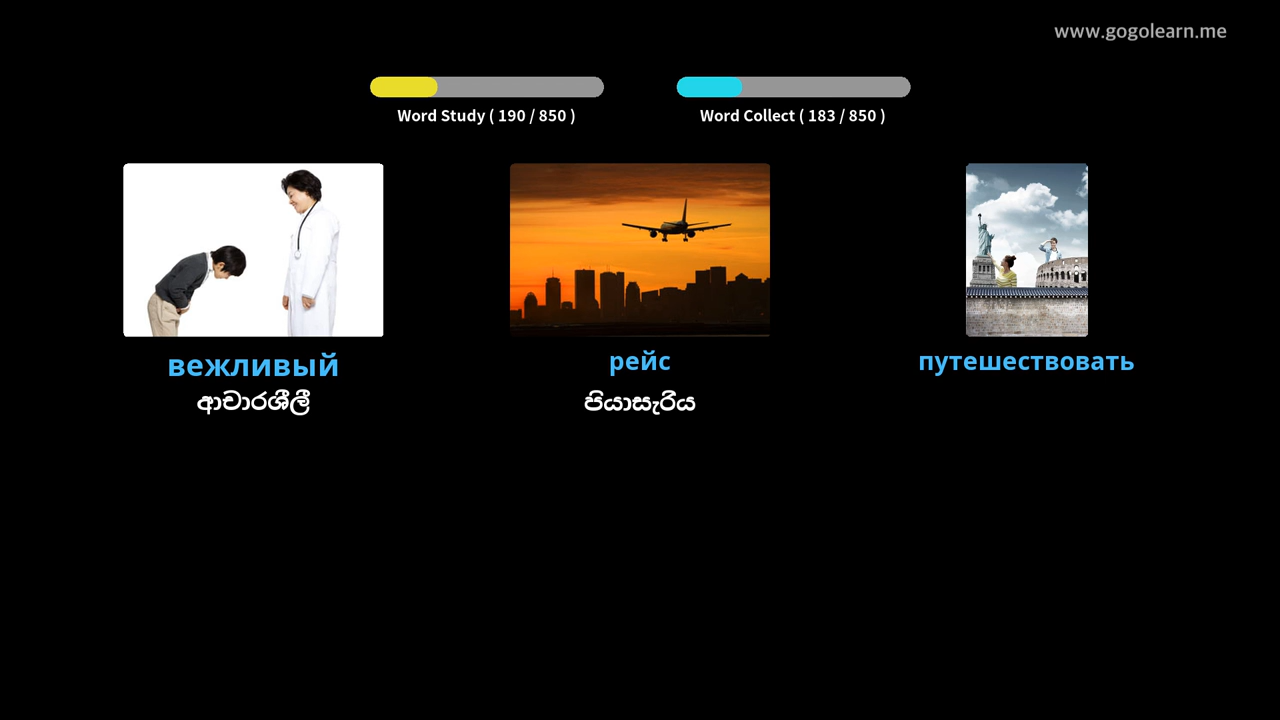 www.gogolearn.me
Word Study ( 190 / 850 )
Word Collect ( 183 / 850 )
вежливый
ආචාරශීලී
рейс
පියාසැරිය
путешествовать